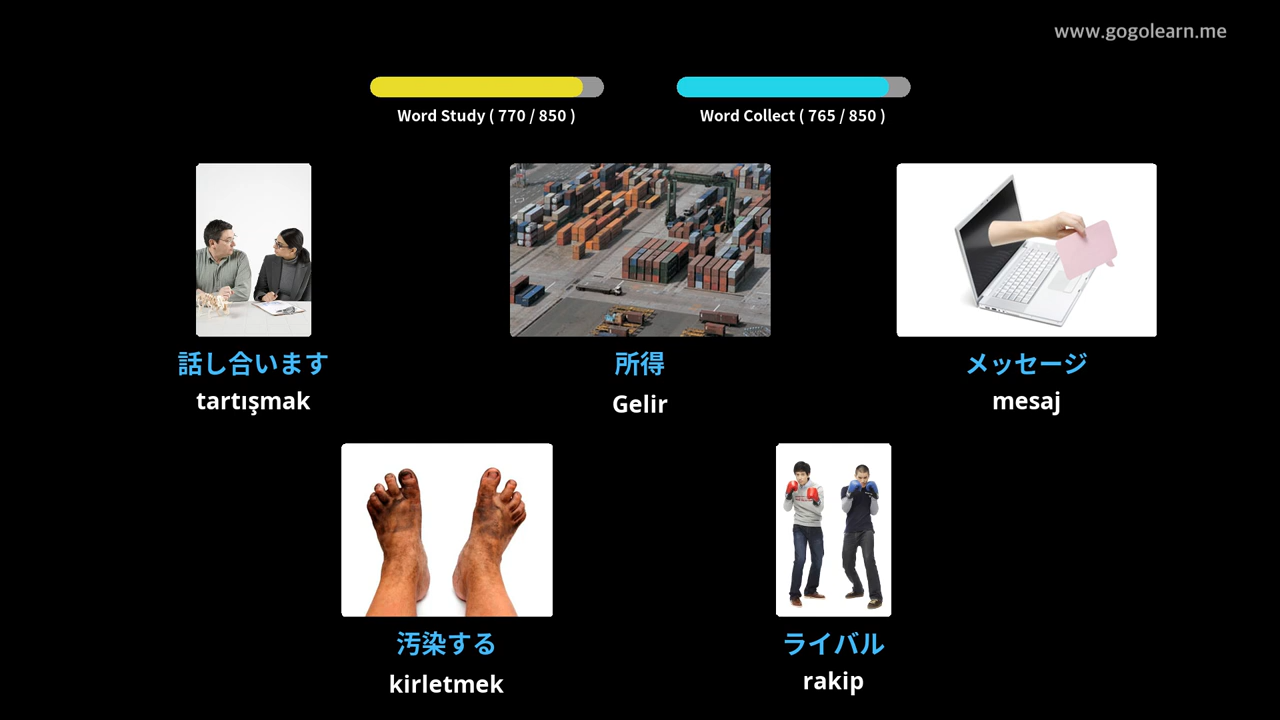 www.gogolearn.me
Word Study ( 770 / 850 )
Word Collect ( 765 / 850 )
話し合います
tartışmak
所得
Gelir
メッセージ
mesaj
汚染する
kirletmek
ライバル
rakip